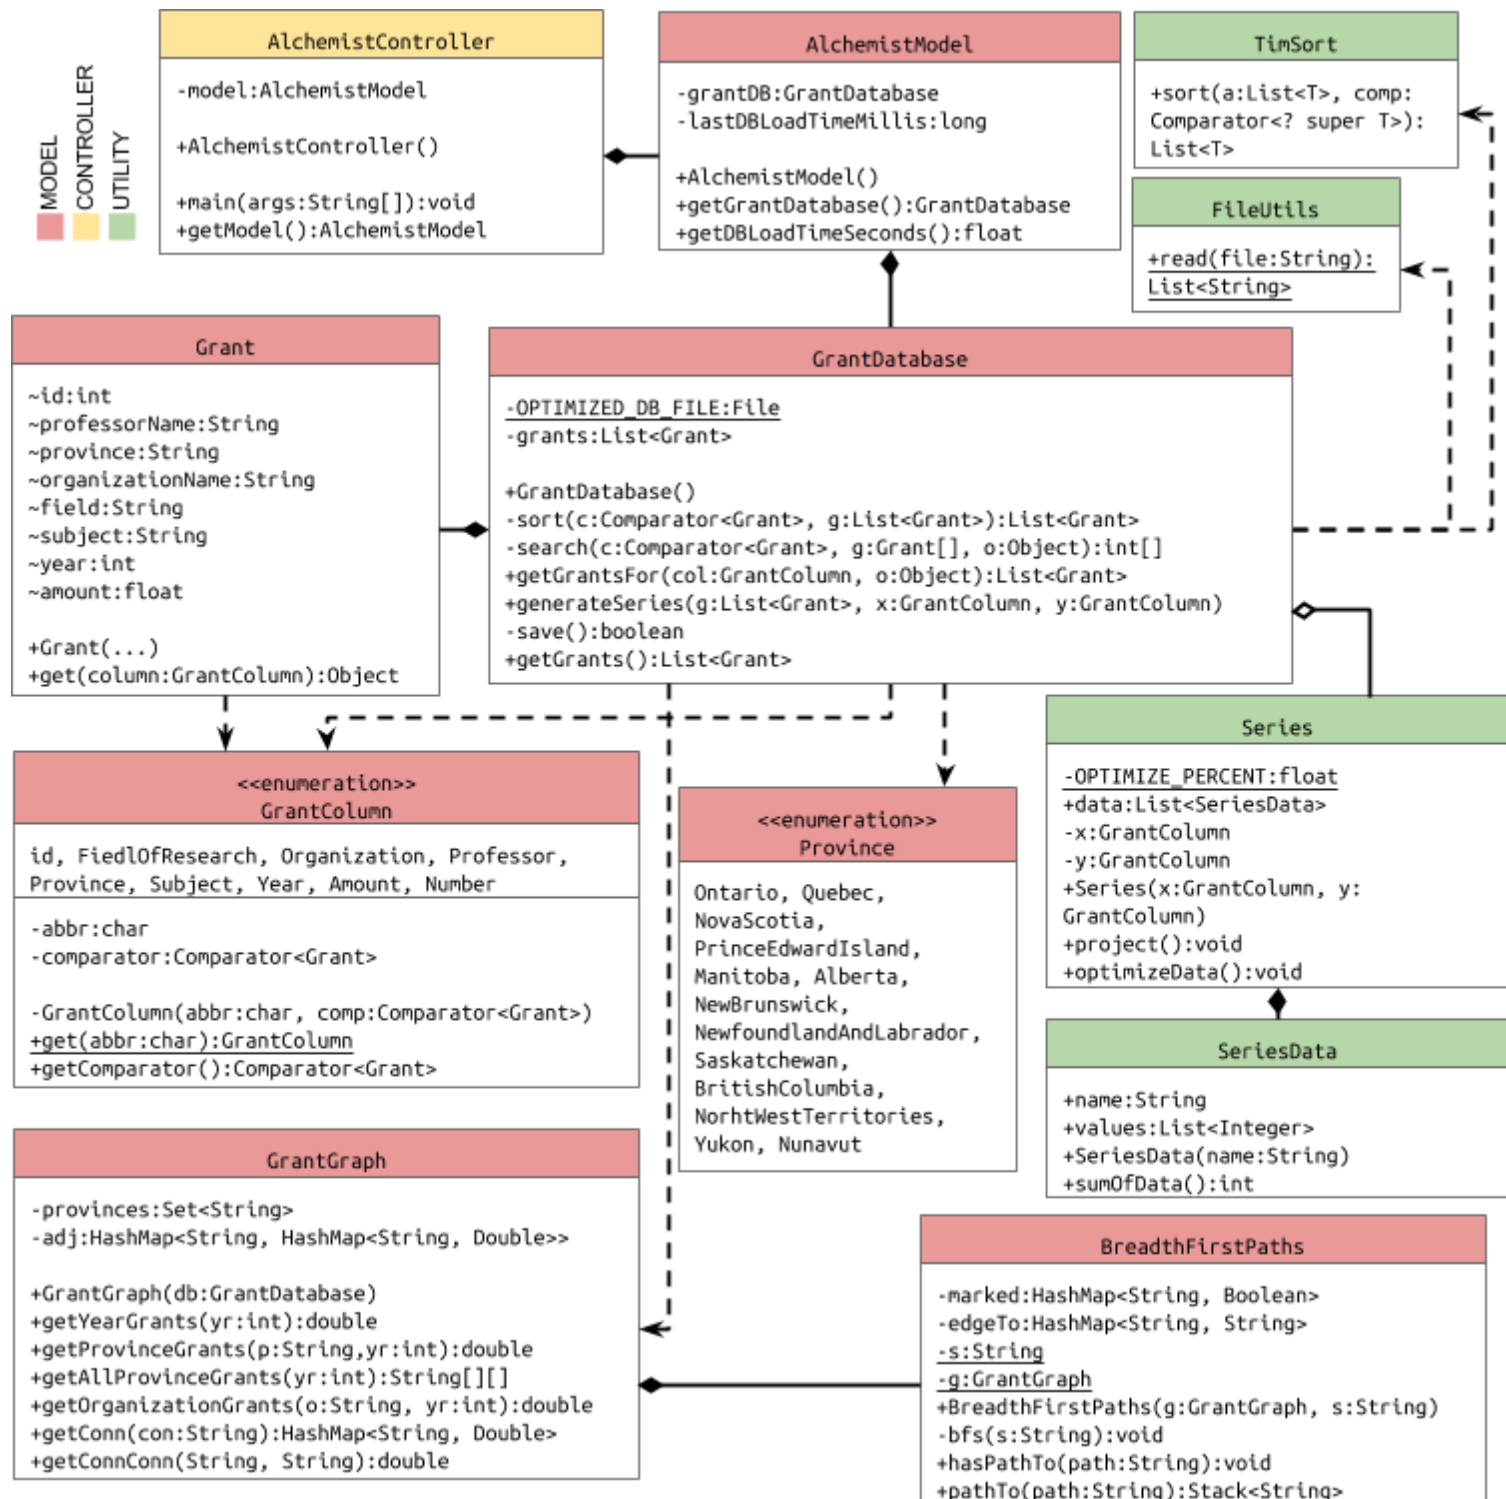 MODEL
CONTROLLER
UTILITY
AlchemistController
-model:AlchemistModel
+AlchemistController()
+main(args:String[]):void
+getModel():AlchemistModel
AlchemistModel
-grantDB:GrantDatabase
-lastDBLoadTimeMillis:long
+AlchemistModel()
+getGrantDatabase():GrantDatabase
+getDBLoadTimeSeconds():float
TimSort
+sort(a:List<T>, comp:
Comparator<? super T>):
List<T>
FileUtils
+read(file:String):
List<String>
Grant
~id:int
~professorName:String
~province:String
~organizationName:String
~field:String
~subject:String
~year:int
~amount:float
+Grant(...)
+get(column:GrantColumn):Object
GrantDatabase
-OPTIMIZED_DB_FILE:File
-grants:List<Grant>
+GrantDatabase()
-sort(c:Comparator<Grant>, g:List<Grant>):List<Grant>
-search(c:Comparator<Grant>, g:Grant[], o:Object):int[]
+getGrantsFor(col:GrantColumn, o:Object):List<Grant>
+generateSeries(g:List<Grant>, x:GrantColumn, y:GrantColumn)
-save():boolean
+getGrants():List<Grant>
<<enumeration>>
GrantColumn
id, FiedlOfResearch, Organization, Professor,
Province, Subject, Year, Amount, Number
-abbr:char
-comparator:Comparator<Grant>
-GrantColumn(abbr:char, comp:Comparator<Grant>)
+get(abbr:char):GrantColumn
+getComparator():Comparator<Grant>
<<enumeration>>
Province
Ontario, Quebec,
NovaScotia,
PrinceEdwardIsland,
Manitoba, Alberta,
NewBrunswick,
NewfoundlandAndLabrador,
Saskatchewan,
BritishColumbia,
NorhtWestTerritories,
Yukon, Nunavut
Series
-OPTIMIZE_PERCENT:float
+data:List<SeriesData>
-x:GrantColumn
-y:GrantColumn
+Series(x:GrantColumn, y:
GrantColumn)
+project():void
+optimizeData():void
SeriesData
+name:String
+values:List<Integer>
+SeriesData(name:String)
+sumOfData():int
GrantGraph
-provinces:Set<String>
-adj:HashMap<String, HashMap<String, Double>>
+GrantGraph(db:GrantDatabase)
+getYearGrants(yr:int):double
+getProvinceGrants(p:String,yr:int):double
+getAllProvinceGrants(yr:int):String[][]
+getOrganizationGrants(o:String, yr:int):double
+getConn(con:String):HashMap<String, Double>
+getConnConn(String, String):double
BreadthFirstPaths
-marked:HashMap<String, Boolean>
-edgeTo:HashMap<String, String>
-s:String
-g:GrantGraph
+BreadthFirstPaths(g:GrantGraph, s:String)
-bfs(s:String):void
+hasPathTo(path:String):void
+pathTo(path:String):Stack<String>